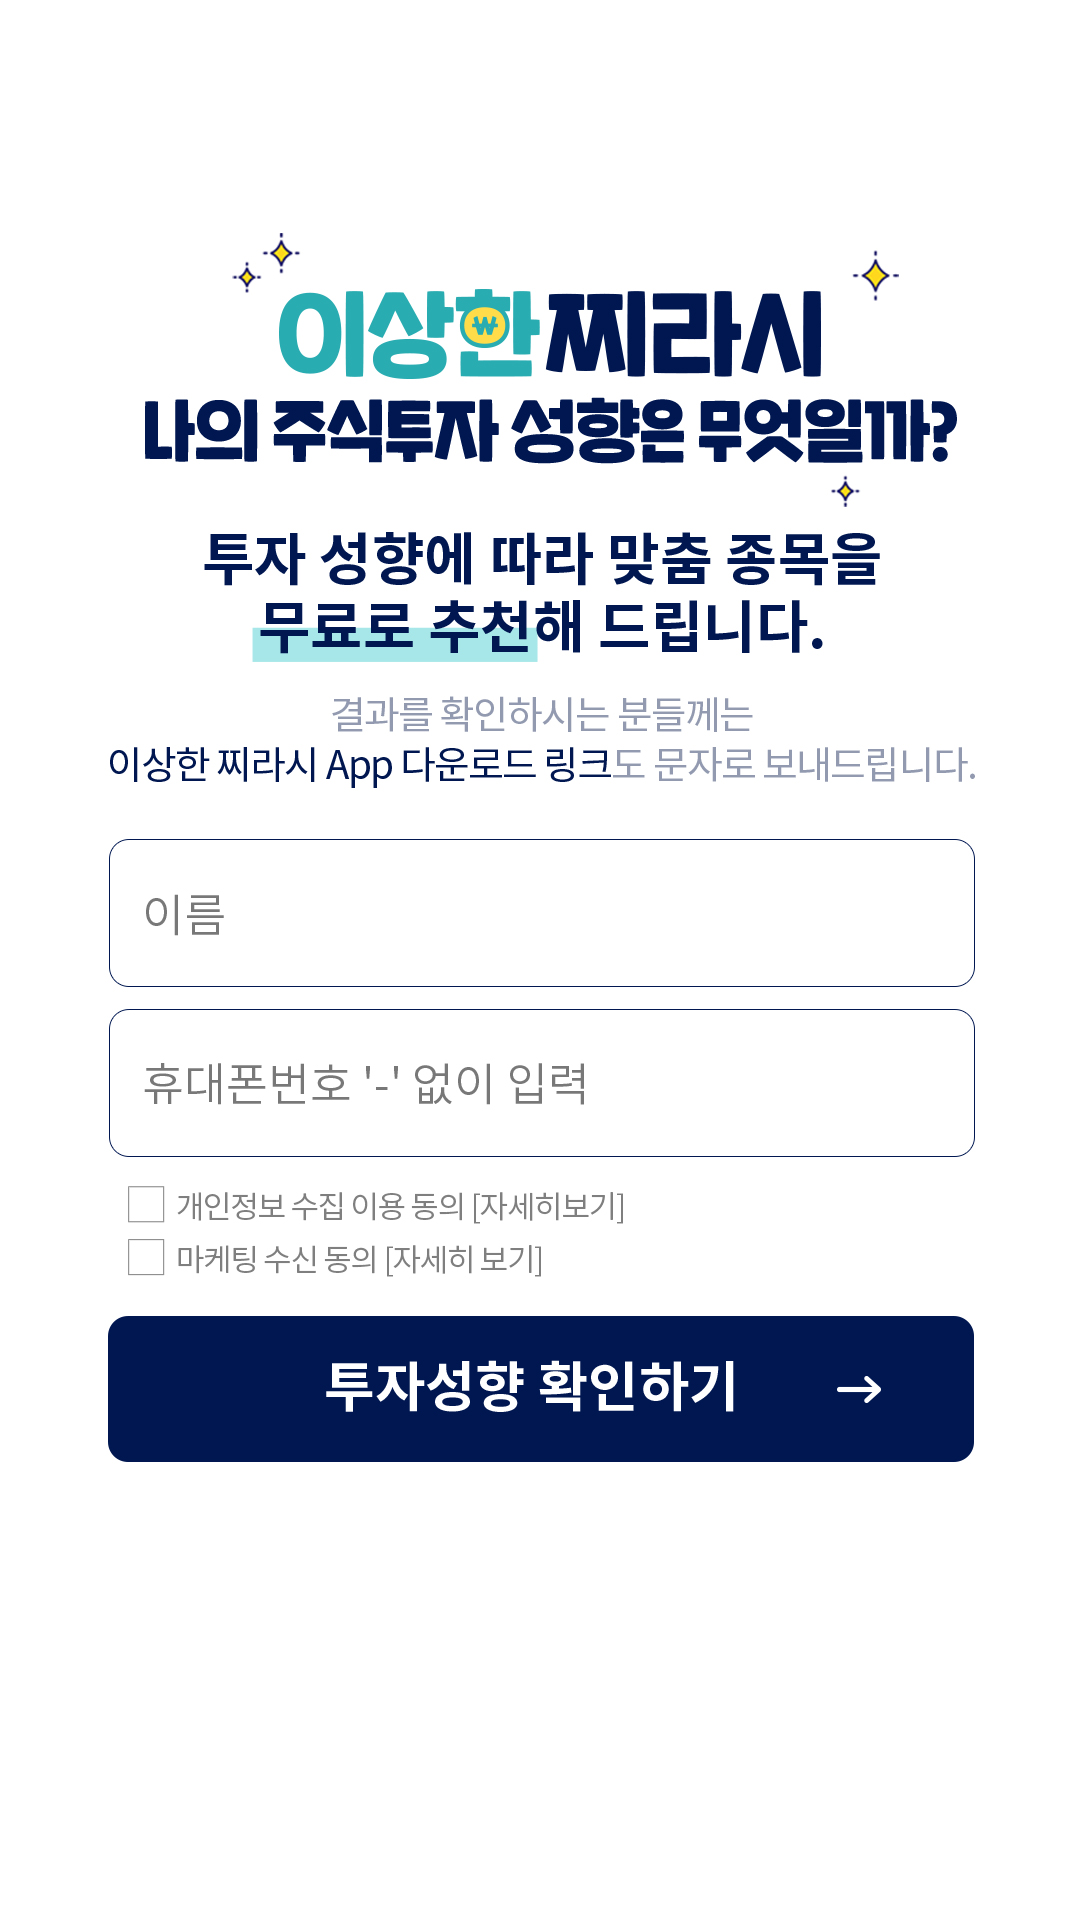 이상한 찌라시
나의 주식투자 성향은 무엇일까?
투자 성향에 따라 맞춤 종목을
무료로 추천해 드립니다.
결과를 확인하시는 분들께는
이상한 찌라시 App 다운로드 링크도 문자로 보내드립니다.
이름
휴대폰번호 '-' 없이 입력
개인정보 수집 이용 동의 [자세히보기]
마케팅 수신 동의 [자세히 보기]
투자성향 확인하기